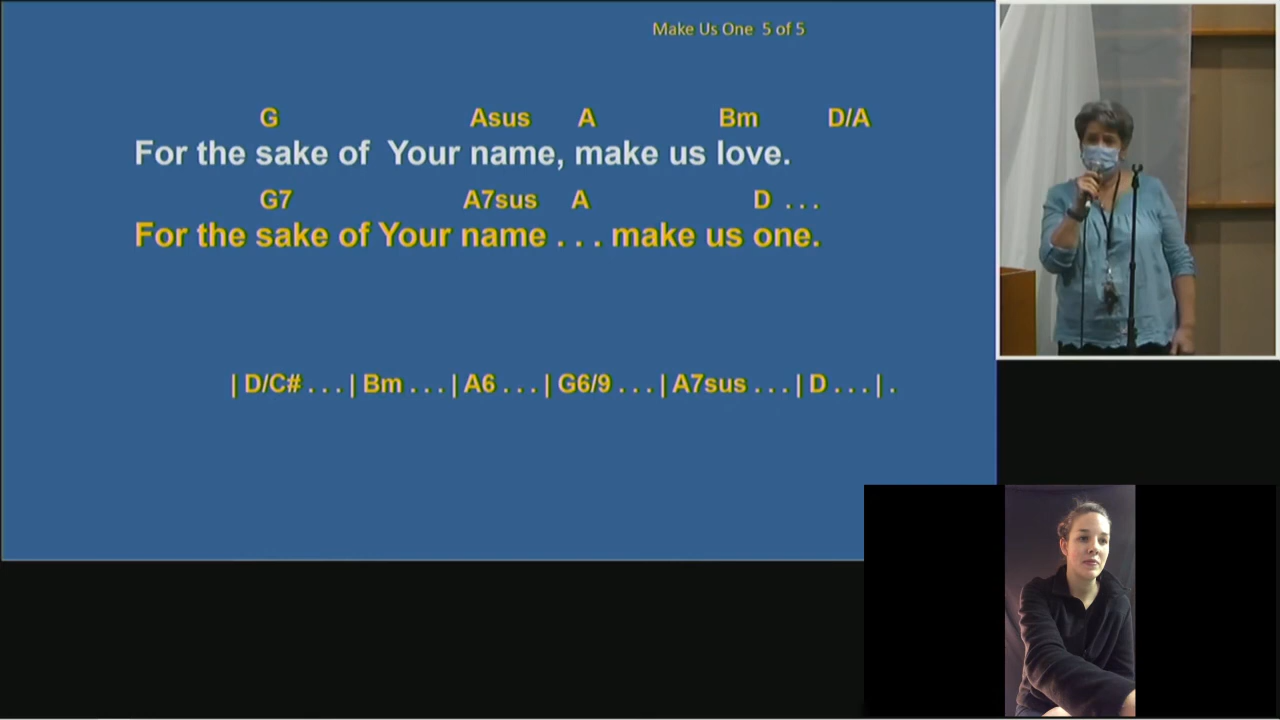 Make Us One 5 of 5
G Asus A Bm D/A
For the sake of Your name, make us love.
G7 A7sus A D . . .
For the sake of Your name . . . make us one.
| D/C# . . . | Bm . . . | A6 . . . | G6/9 . . . | A7sus . . . | D . . . | .